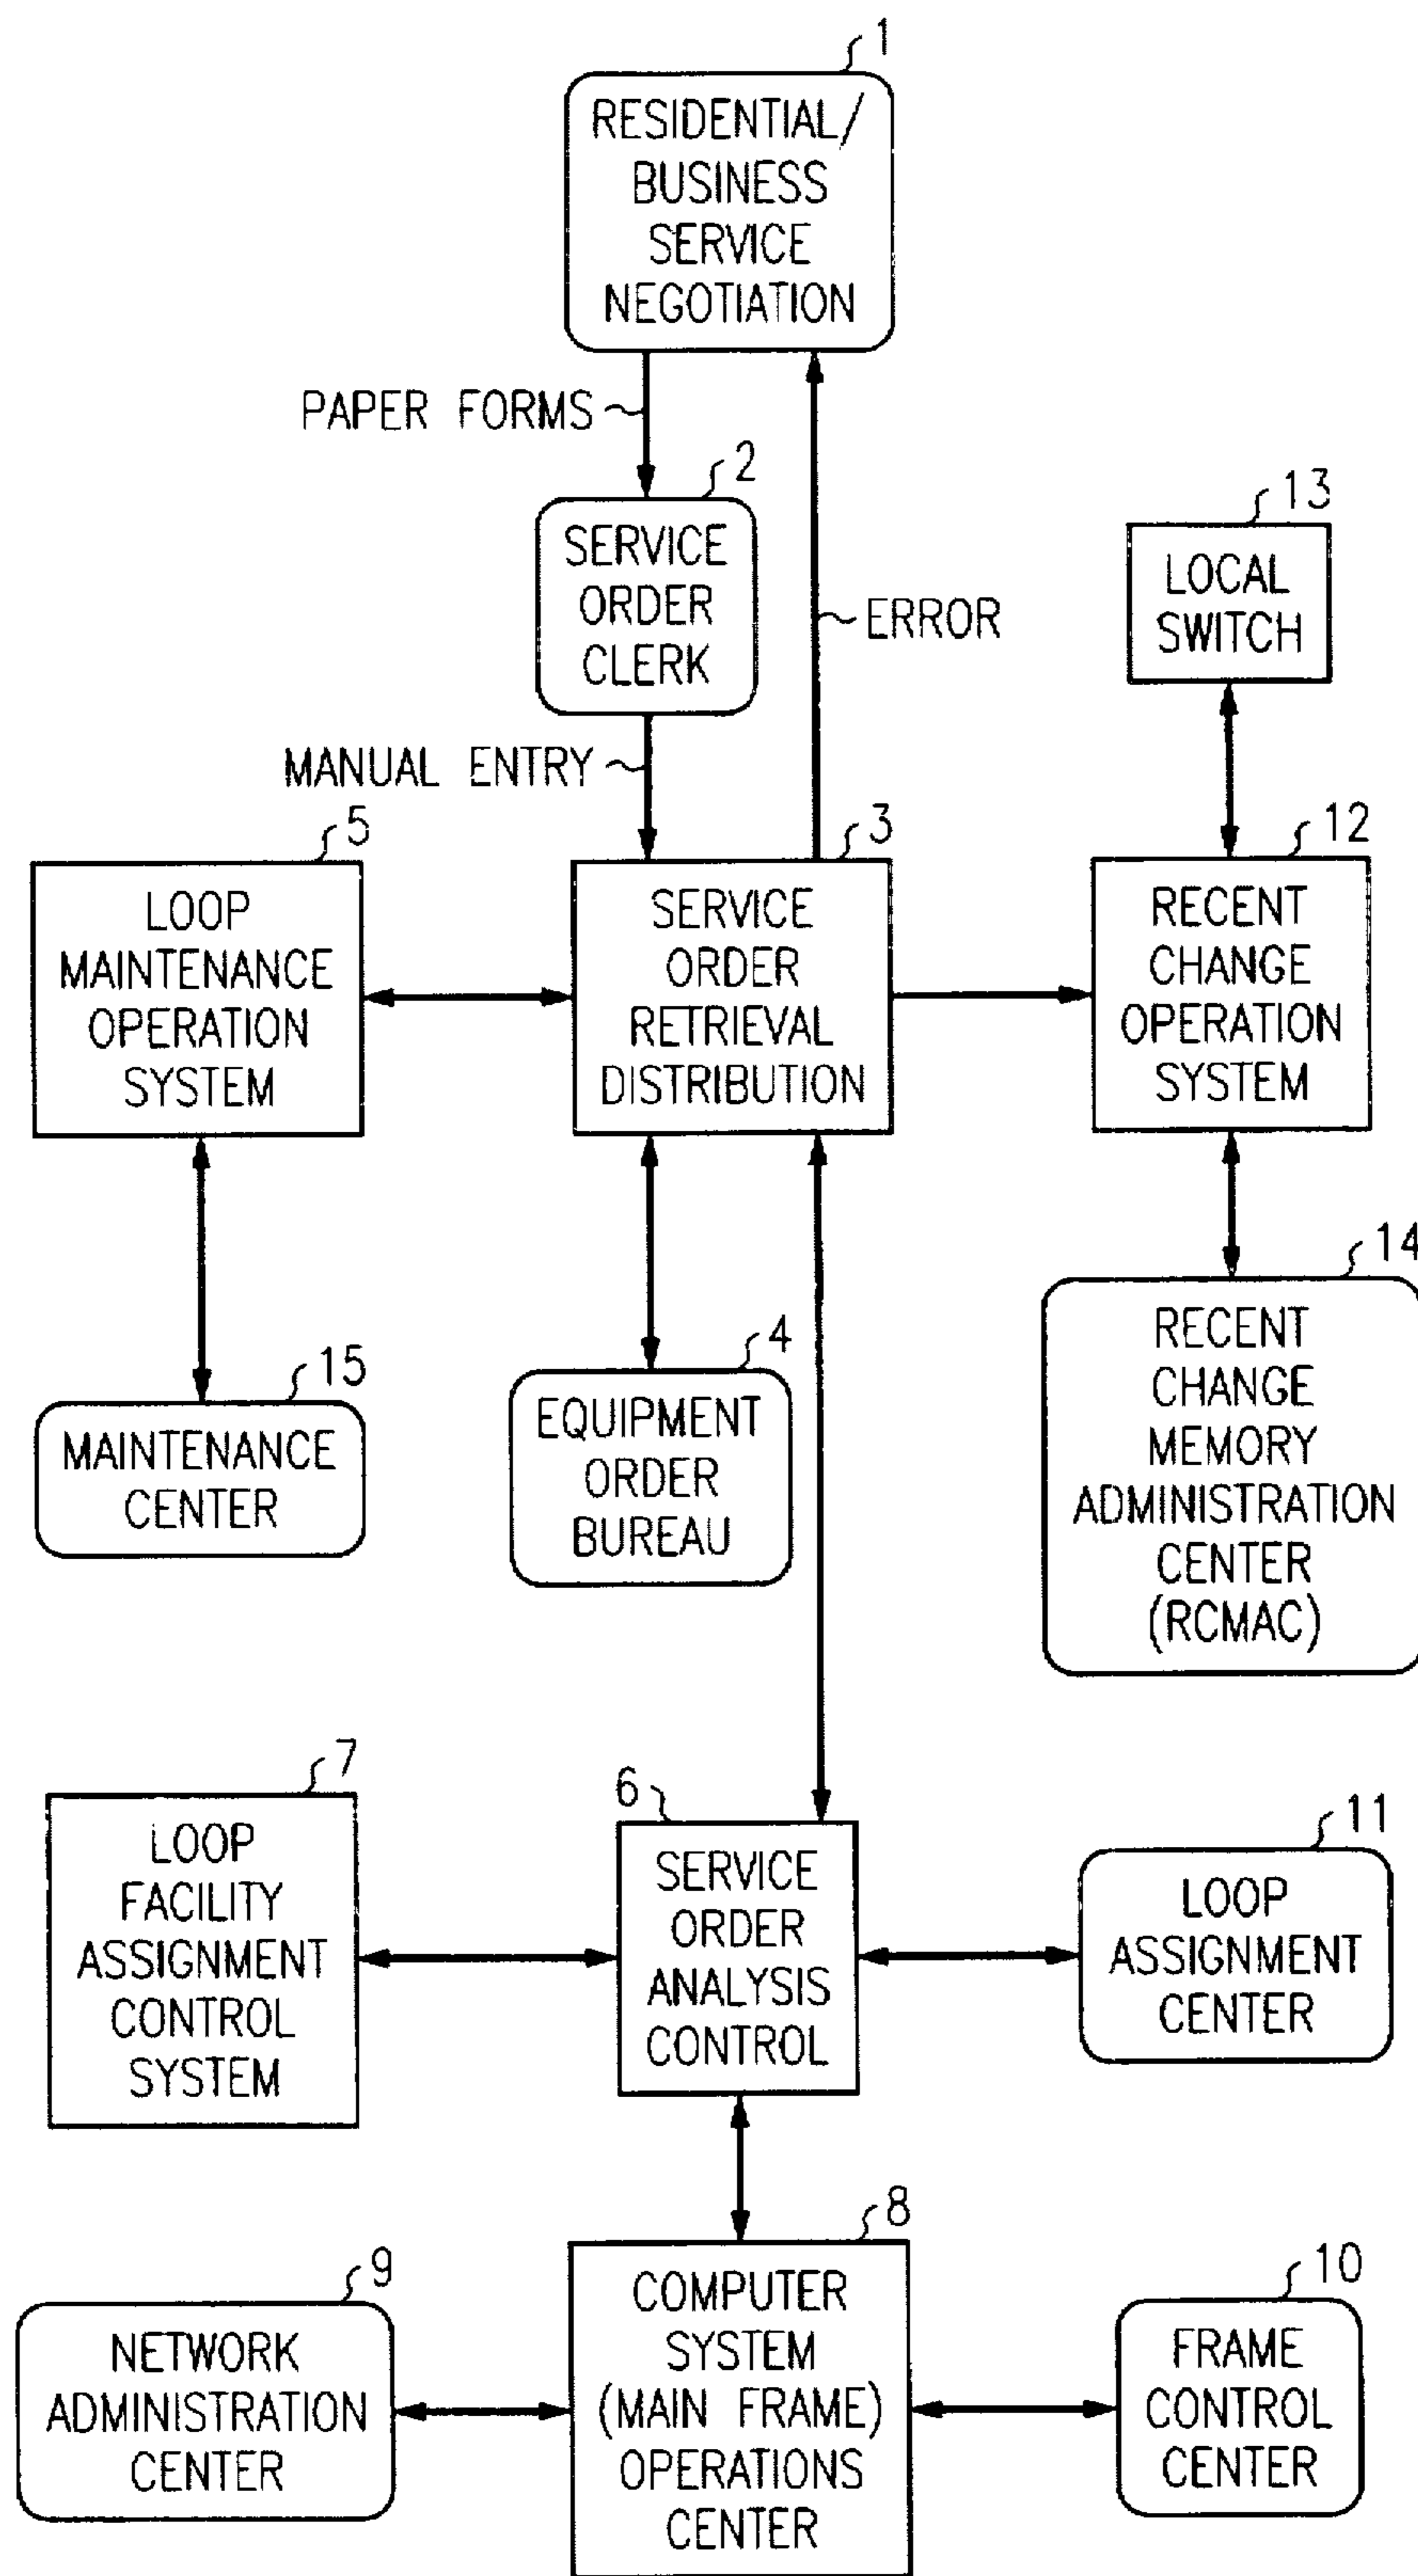 1
RESIDENTIAL/
BUSINESS
SERVICE
NEGOTIATION
PAPER FORMS
2
SERVICE
ORDER
CLERK
ERROR
13
LOCAL
SWITCH
MANUAL ENTRY
5
LOOP
MAINTENANCE
OPERATION
SYSTEM
3
SERVICE
ORDER
RETRIEVAL
DISTRIBUTION
12
RECENT
CHANGE
OPERATION
SYSTEM
15
MAINTENANCE
CENTER
4
EQUIPMENT
ORDER
BUREAU
14
RECENT
CHANGE
MEMORY
ADMINISTRATION
CENTER
(RCMAC)
7
LOOP
FACILITY
ASSIGNMENT
CONTROL
SYSTEM
6
SERVICE
ORDER
ANALYSIS
CONTROL
11
LOOP
ASSIGNMENT
CENTER
9
NETWORK
ADMINISTRATION
CENTER
8
COMPUTER
SYSTEM
(MAIN FRAME)
OPERATIONS
CENTER
10
FRAME
CONTROL
CENTER